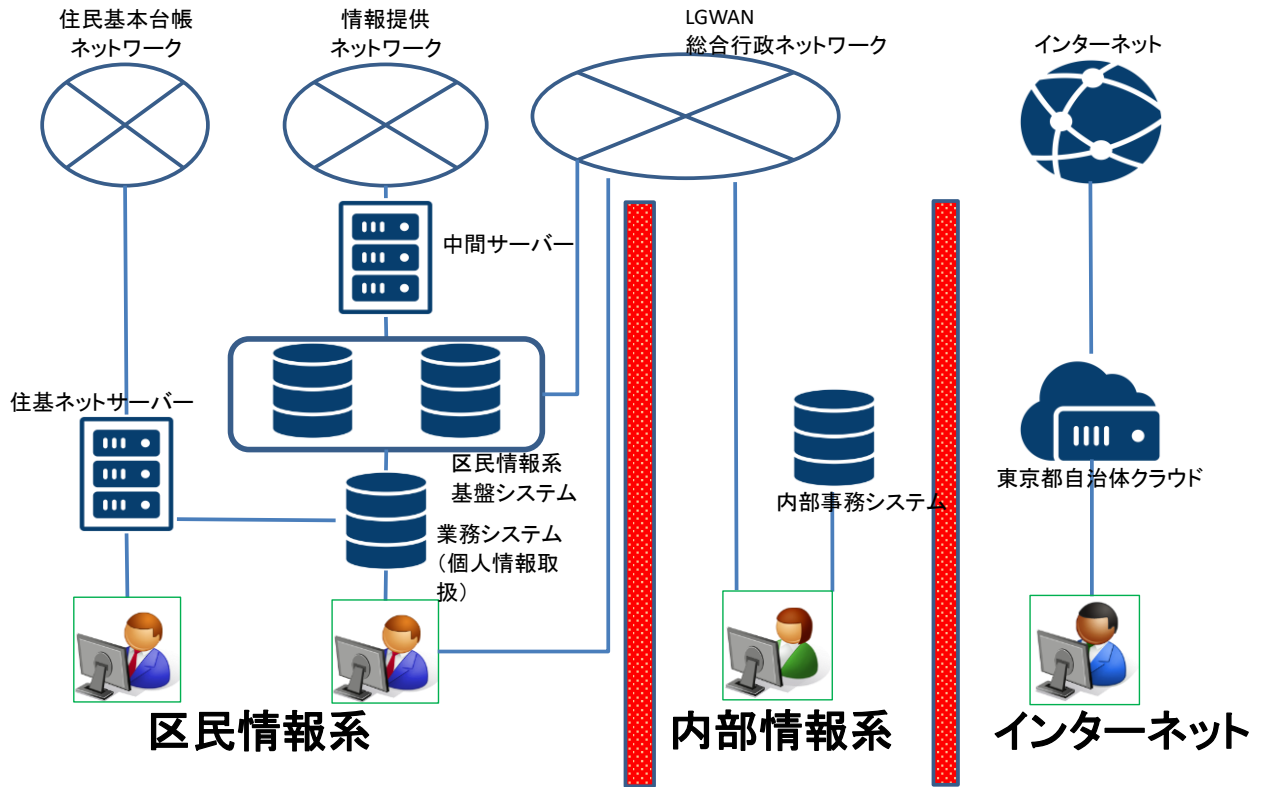 住民基本台帳
ネットワーク
情報提供
ネットワーク
LGWAN
総合行政ネットワーク
インターネット
中間サーバー
住基ネットサーバー
区民情報系
基盤システム
業務システム
（個人情報取
扱）
内部事務システム
東京都自治体クラウド
区民情報系
内部情報系
インターネット